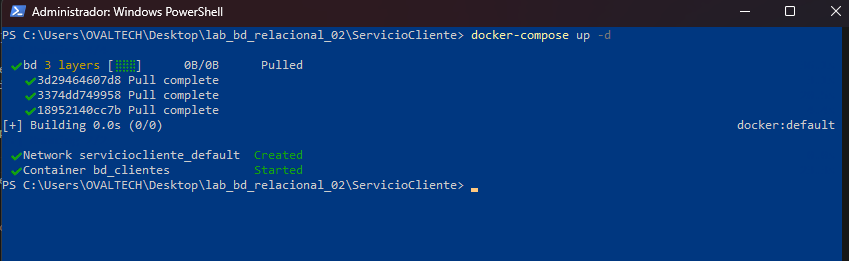 Administrador: Windows PowerShell
PS C:\Users\OVALTECH\Desktop\lab_bd_relacional_02\ServicioCliente> docker-compose up -d
✔bd 3 layers [⣿⣿⣿] 0B/0B Pulled
✔3d29464607d8 Pull complete
✔3374dd749958 Pull complete
✔18952140cc7b Pull complete
[+] Building 0.0s (0/0) docker:default
✔Network serviciocliente_default Created
✔Container bd_clientes Started
PS C:\Users\OVALTECH\Desktop\lab_bd_relacional_02\ServicioCliente>